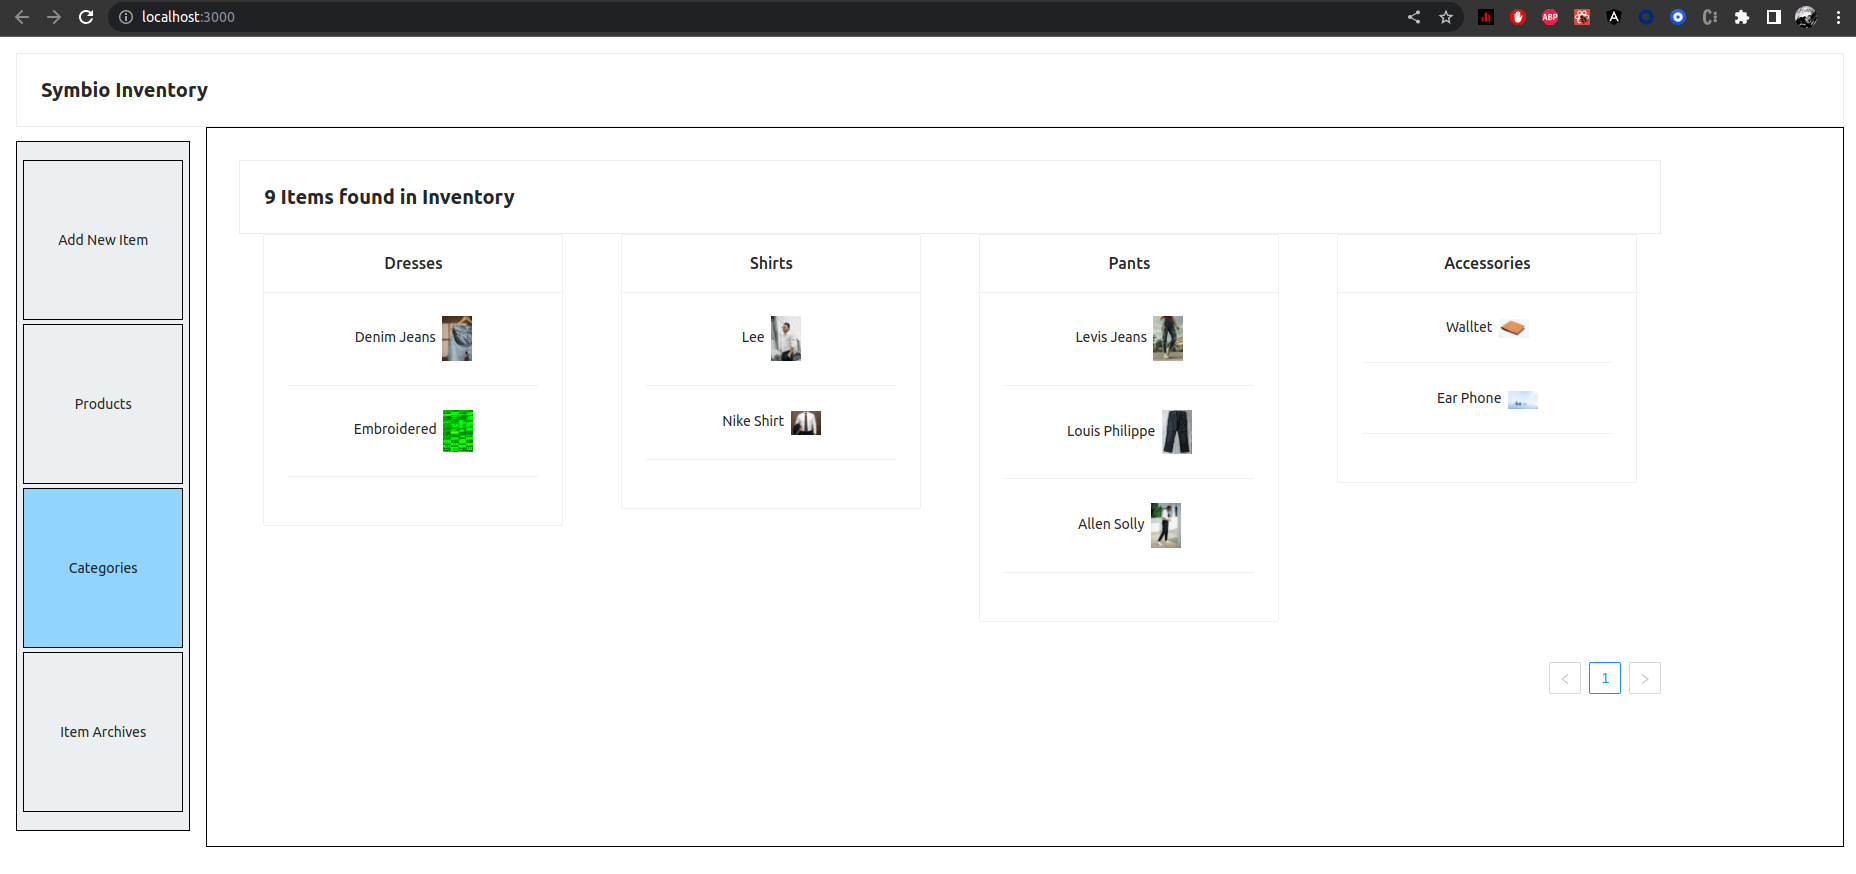 localhost:3000
ABP
Symbio Inventory
Add New Item
Products
Categories
Item Archives
9 Items found in Inventory
Dresses
Denim Jeans
Embroidered
Shirts
Lee
Nike Shirt
Pants
Levis Jeans
Louis Philippe
Allen Solly
Accessories
Walltet
Ear Phone
< 1 >